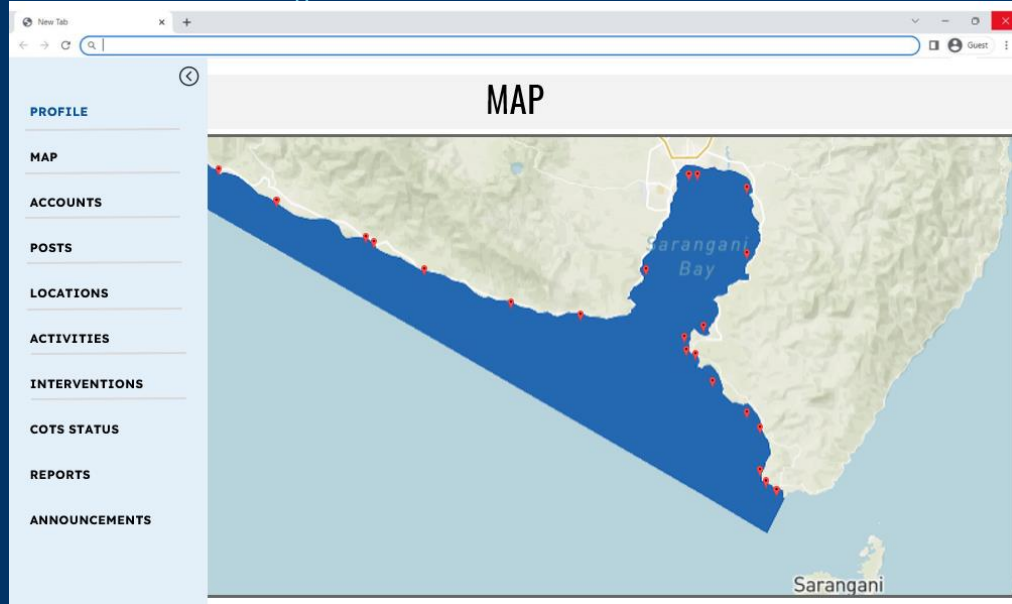 New Tab
Guest
PROFILE
MAP
ACCOUNTS
POSTS
LOCATIONS
ACTIVITIES
INTERVENTIONS
COTS STATUS
REPORTS
ANNOUNCEMENTS
MAP
Sarangani
Bay
Sarangani